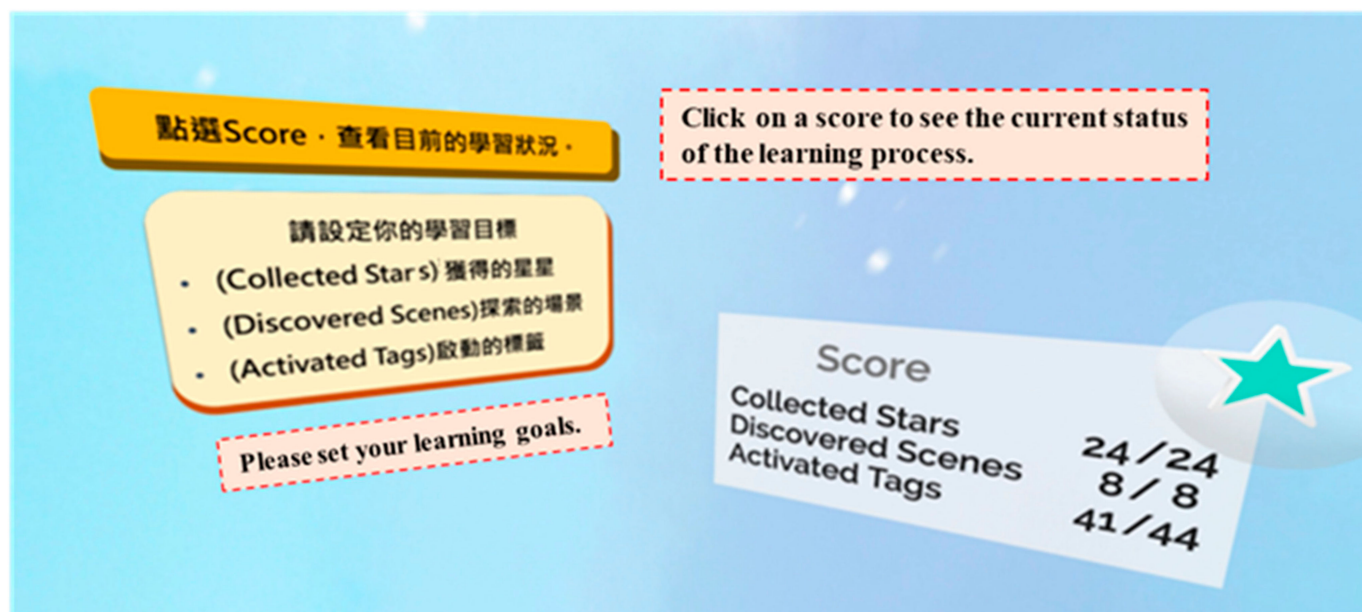 點選Score，查看目前的學習狀況。
Click on a score to see the current status
of the learning process.
請設定你的學習目標
• (Collected Stars) 獲得的星星
• (Discovered Scenes)探索的場景
• (Activated Tags)啟動的標籤
Please set your learning goals.
Score
Collected Stars 24/24
Discovered Scenes 8/8
Activated Tags 41/44